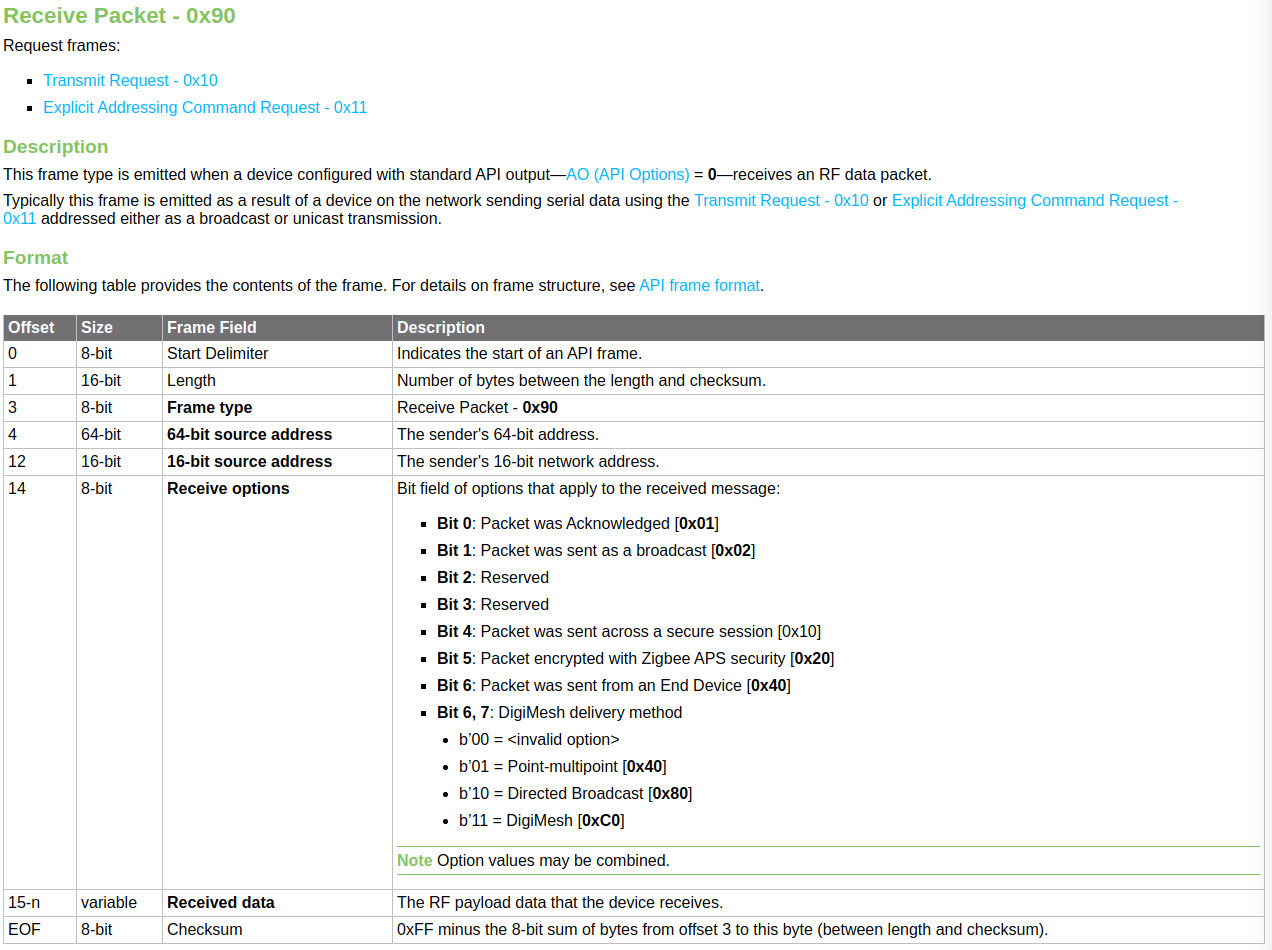 Receive Packet - 0x90
Request frames:
▪ Transmit Request - 0x10
▪ Explicit Addressing Command Request - 0x11
Description
This frame type is emitted when a device configured with standard API output—AO (API Options) = 0—receives an RF data packet.
Typically this frame is emitted as a result of a device on the network sending serial data using the Transmit Request - 0x10 or Explicit Addressing Command Request -
0x11 addressed either as a broadcast or unicast transmission.
Format
The following table provides the contents of the frame. For details on frame structure, see API frame format.
Offset Size Frame Field Description
0 8-bit Start Delimiter Indicates the start of an API frame.
1 16-bit Length Number of bytes between the length and checksum.
3 8-bit Frame type Receive Packet - 0x90
4 64-bit 64-bit source address The sender's 64-bit address.
12 16-bit 16-bit source address The sender's 16-bit network address.
14 8-bit Receive options Bit field of options that apply to the received message:
▪ Bit 0: Packet was Acknowledged [0x01]
▪ Bit 1: Packet was sent as a broadcast [0x02]
▪ Bit 2: Reserved
▪ Bit 3: Reserved
▪ Bit 4: Packet was sent across a secure session [0x10]
▪ Bit 5: Packet encrypted with Zigbee APS security [0x20]
▪ Bit 6: Packet was sent from an End Device [0x40]
▪ Bit 6, 7: DigiMesh delivery method
• b’00 = <invalid option>
• b’01 = Point-multipoint [0x40]
• b’10 = Directed Broadcast [0x80]
• b’11 = DigiMesh [0xC0]
Note Option values may be combined.
15-n variable Received data The RF payload data that the device receives.
EOF 8-bit Checksum 0xFF minus the 8-bit sum of bytes from offset 3 to this byte (between length and checksum).